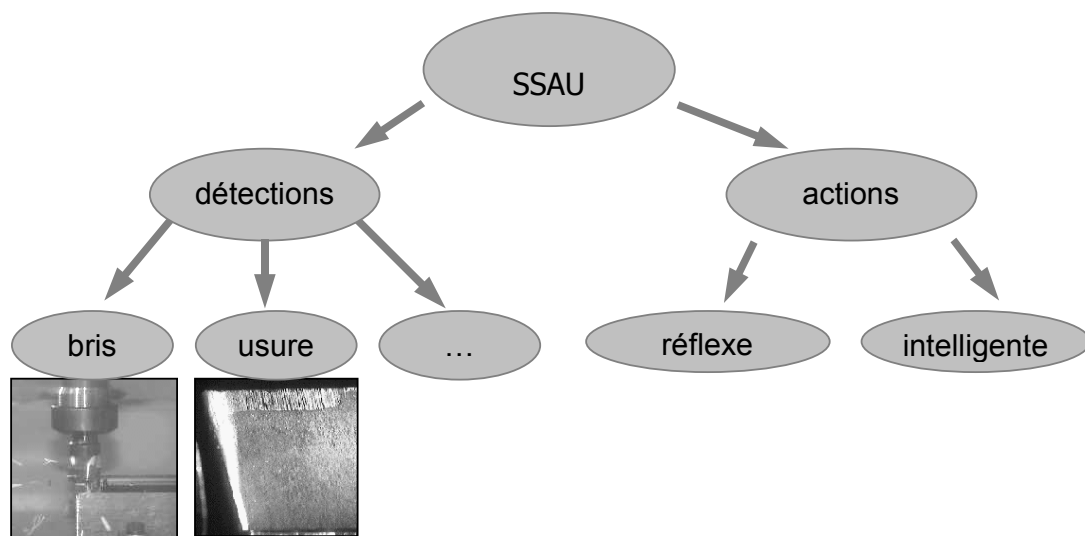 SSAU
détections
actions
bris
usure
…
réflexe
intelligente